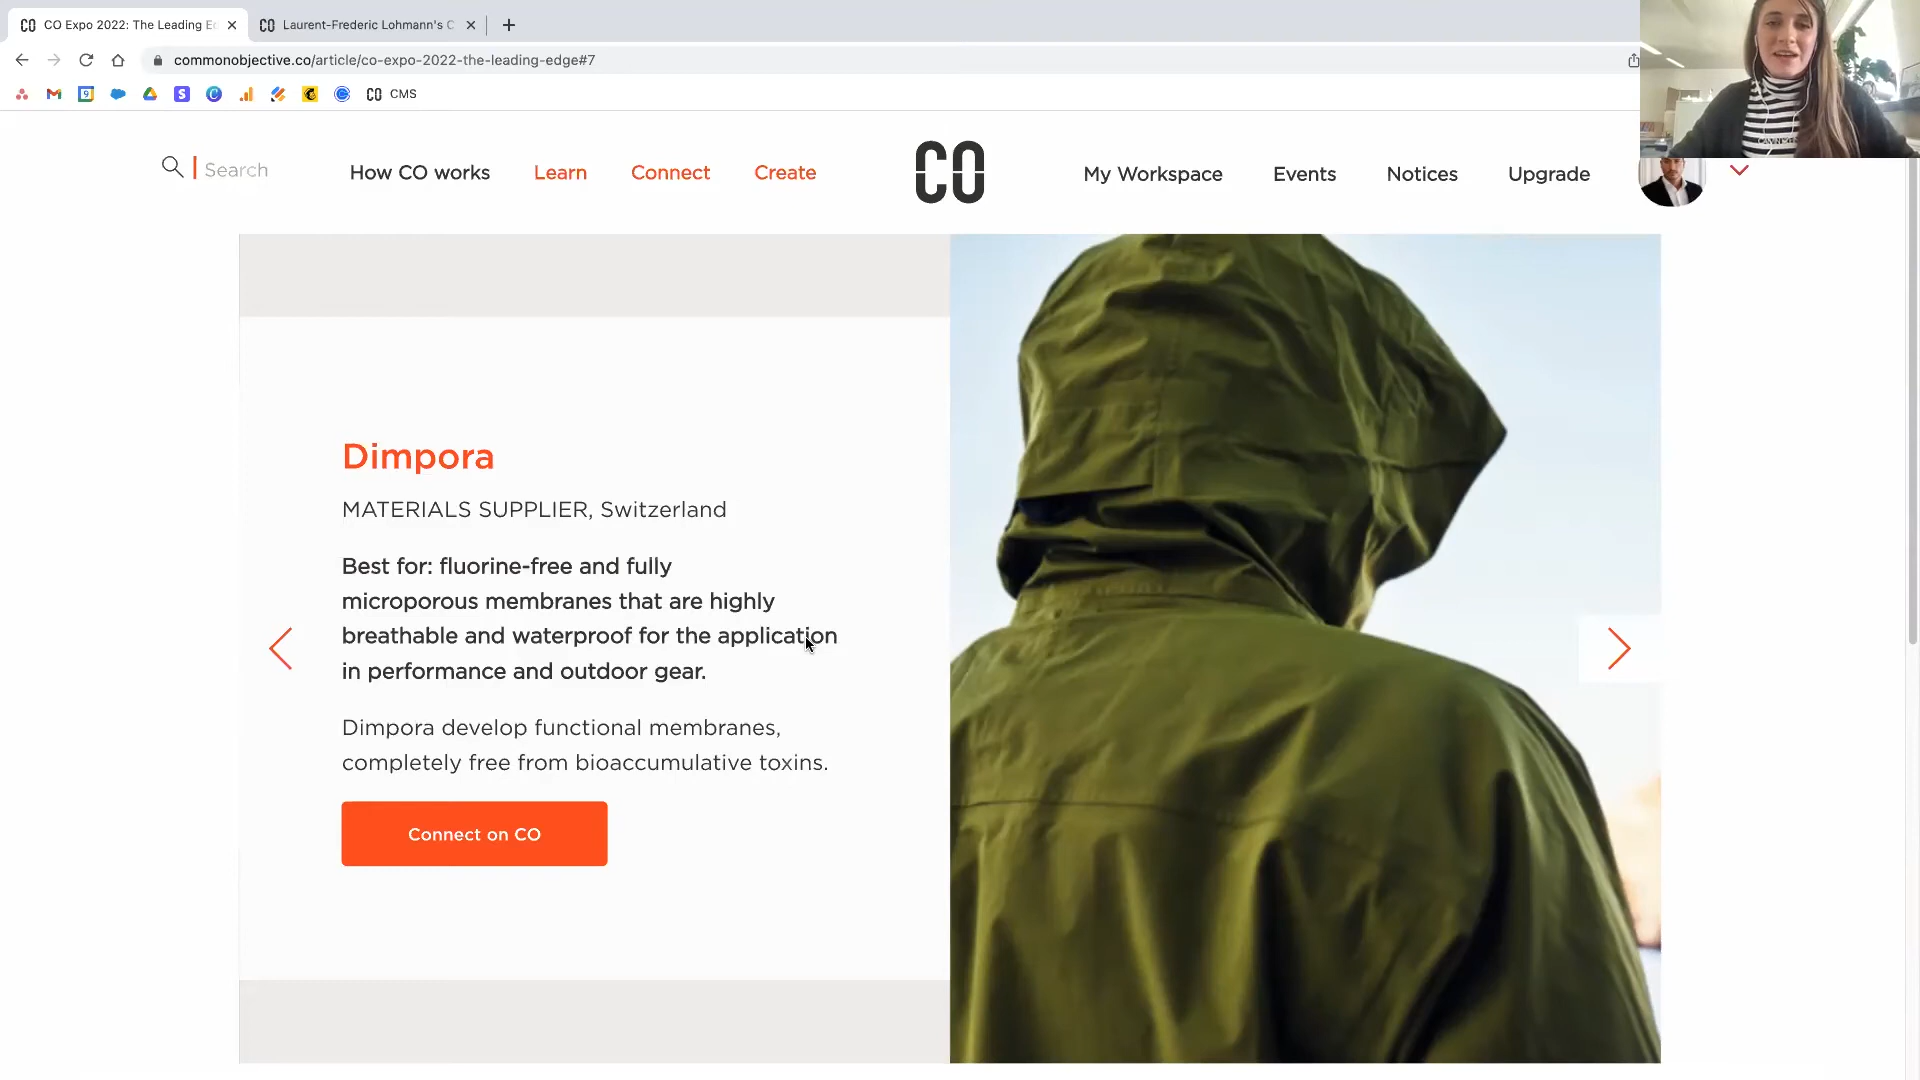 CO Expo 2022: The Leading E
Laurent-Frederic Lohmann's C
commonobjective.co/article/co-expo-2022-the-leading-edge#7
9
S
CO CMS
Search
How CO works
Learn
Connect
Create
CO
My Workspace
Events
Notices
Upgrade
Dimpora
MATERIALS SUPPLIER, Switzerland
Best for: fluorine-free and fully
microporous membranes that are highly
breathable and waterproof for the application
in performance and outdoor gear.
Dimpora develop functional membranes,
completely free from bioaccumulative toxins.
Connect on CO